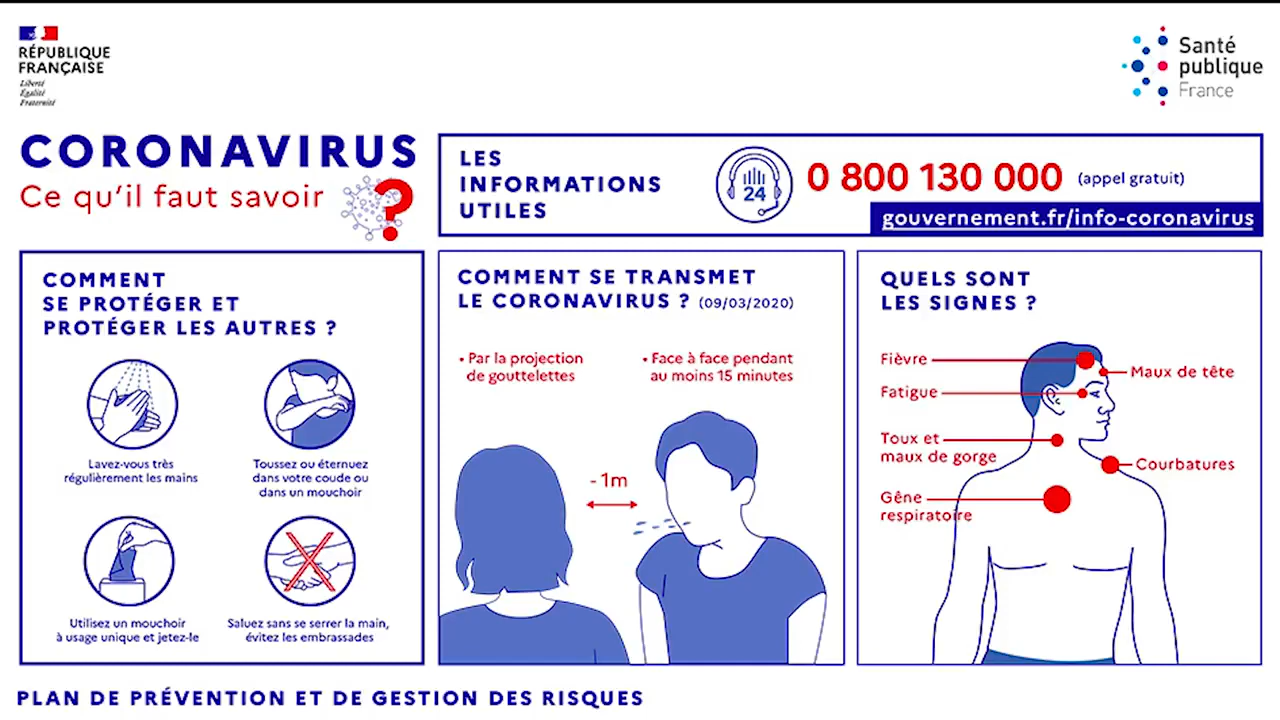 RÉPUBLIQUE
FRANÇAISE
Liberté
Égalité
Fraternité
Santé
publique
France
CORONAVIRUS
Ce qu'il faut savoir
?
LES
INFORMATIONS
UTILES
24
0 800 130 000 (appel gratuit)
gouvernement.fr/info-coronavirus
COMMENT
SE PROTÉGER ET
PROTÉGER LES AUTRES ?
Lavez-vous très
régulièrement les mains
Toussez ou éternuez
dans votre coude ou
dans un mouchoir
Utilisez un mouchoir
à usage unique et jetez-le
Saluez sans se serrer la main,
évitez les embrassades
COMMENT SE TRANSMET
LE CORONAVIRUS ? (09/03/2020)
• Par la projection
de gouttelettes
• Face à face pendant
au moins 15 minutes
- 1m
QUELS SONT
LES SIGNES ?
Fièvre
Maux de tête
Fatigue
Toux et
maux de gorge
Courbatures
Gêne
respiratoire
PLAN DE PRÉVENTION ET DE GESTION DES RISQUES